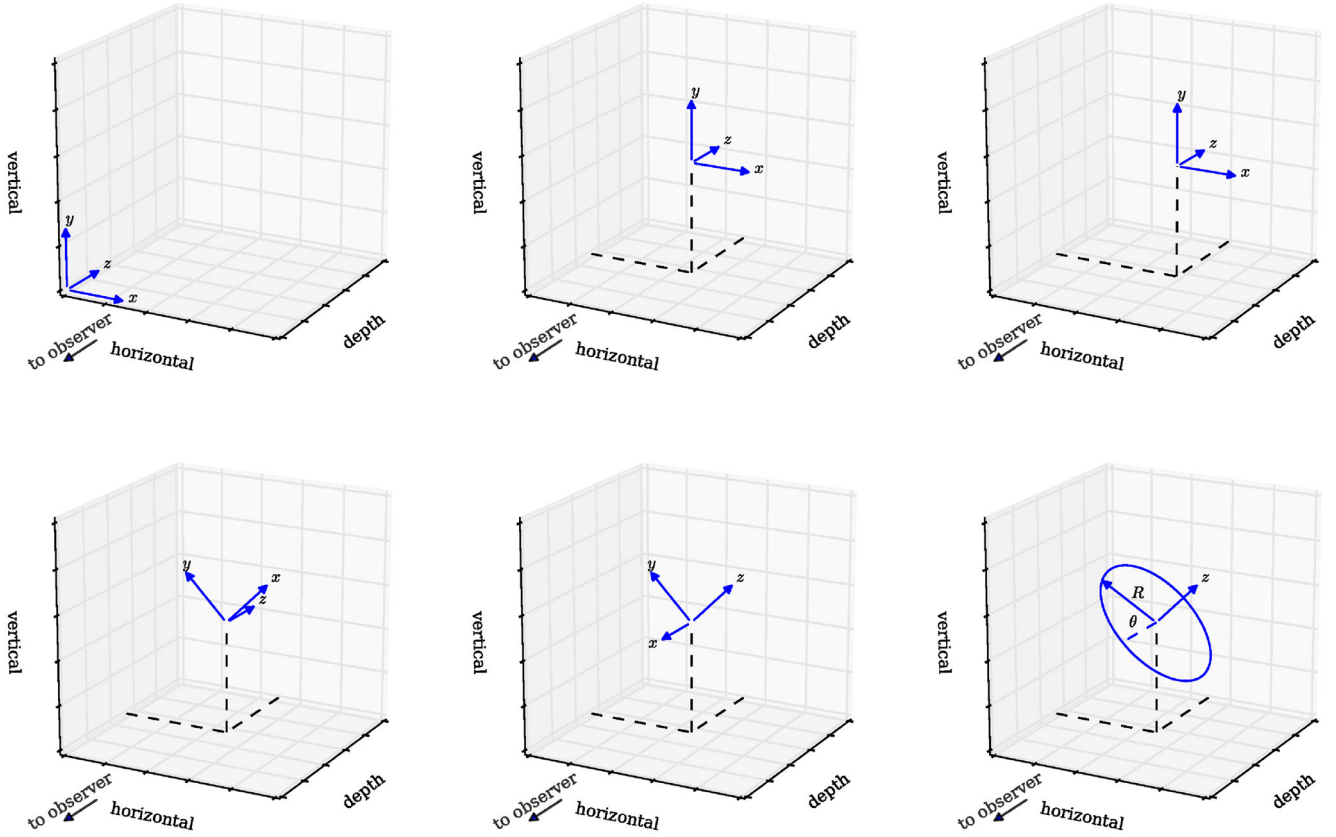 vertical
y
z
x
to observer
horizontal
depth
vertical
y
z
x
to observer
horizontal
depth
vertical
y
z
x
to observer
horizontal
depth
vertical
y
x
z
to observer
horizontal
depth
vertical
y
z
x
to observer
horizontal
depth
vertical
z
R
θ
to observer
horizontal
depth